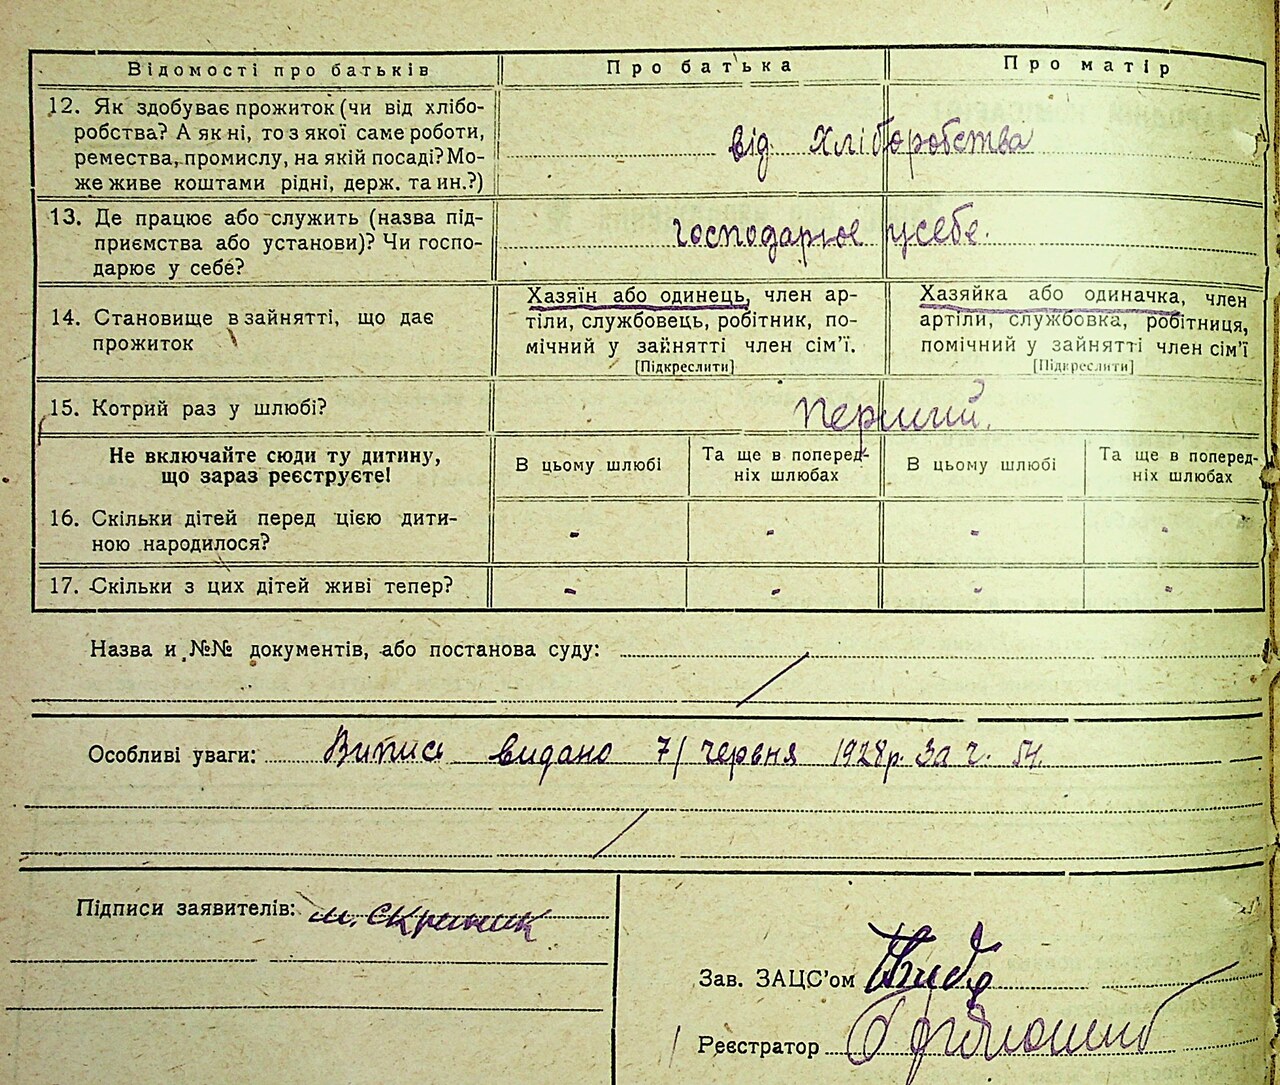 Відомості про батьків Про батька Про матір
12. Як здобуває прожиток (чи від хлібо-
робства? А як ні, то з якої саме роботи,
ремества, промислу, на якій посаді? Мо-
же живе коштами рідні, держ. та ин.?)
від хліборобства
13. Де працює або служить (назва під-
приємства або установи)? Чи госпо-
дарює у себе?
господарює усебе.
14. Становище в зайнятті, що дає
прожиток
Хазяїн або одинець, член ар-
тіли, службовець, робітник, по-
мічний у зайнятті член сім'ї.
[Підкреслити]
Хазяйка або одиначка, член
артіли, службовка, робітниця,
помічний у зайнятті член сім'ї
[Підкреслити]
15. Котрий раз у шлюбі?
перший.
Не включайте сюди ту дитину,
що зараз реєструєте!
В цьому шлюбі
Та ще в поперед-
ніх шлюбах
В цьому шлюбі
Та ще в поперед-
ніх шлюбах
16. Скільки дітей перед цією дити-
ною народилося?
- - - -
17. Скільки з цих дітей живі тепер?
- - - -
Назва и №№ документів, або постанова суду:
Особливі уваги: Випись видано 7/ червня 1928 р. За ч. 54.
Підписи заявителів: М. Скриник
Зав. ЗАЦС'ом
Реєстратор